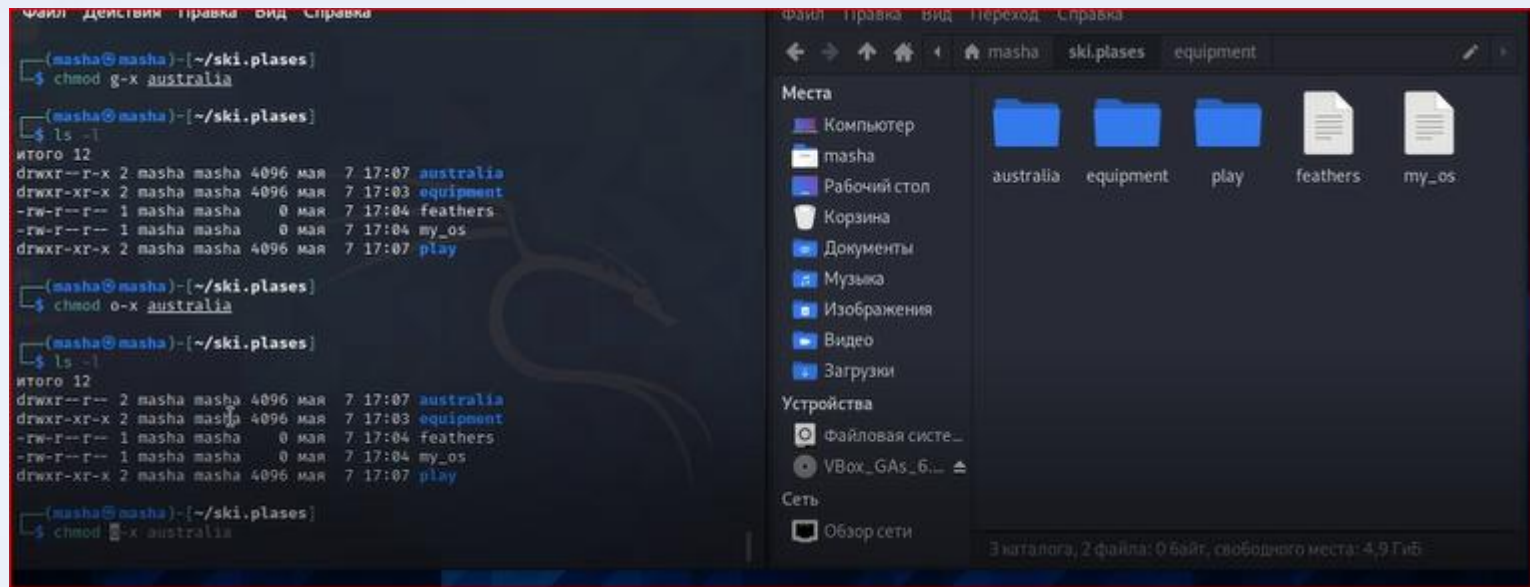 Файл Действия Правка Вид Справка
(masha㉿masha)-[~/ski.plases]
$ chmod g-x australia
(masha㉿masha)-[~/ski.plases]
$ ls -l
итого 12
drwxr--r-x 2 masha masha 4096 мая 7 17:07 australia
drwxr-xr-x 2 masha masha 4096 мая 7 17:03 equipment
-rw-r--r-- 1 masha masha 0 мая 7 17:04 feathers
-rw-r--r-- 1 masha masha 0 мая 7 17:04 my_os
drwxr-xr-x 2 masha masha 4096 мая 7 17:07 play
(masha㉿masha)-[~/ski.plases]
$ chmod o-x australia
(masha㉿masha)-[~/ski.plases]
$ ls -l
итого 12
drwxr--r-- 2 masha masha 4096 мая 7 17:07 australia
drwxr-xr-x 2 masha masha 4096 мая 7 17:03 equipment
-rw-r--r-- 1 masha masha 0 мая 7 17:04 feathers
-rw-r--r-- 1 masha masha 0 мая 7 17:04 my_os
drwxr-xr-x 2 masha masha 4096 мая 7 17:07 play
(masha㉿masha)-[~/ski.plases]
$ chmod o-x australia
Файл Правка Вид Переход Справка
masha ski.plases equipment
Места
Компьютер
masha
Рабочий стол
Корзина
Документы
Музыка
Изображения
Видео
Загрузки
Устройства
Файловая систе...
VBox_GAs_6....
Сеть
Обзор сети
australia equipment play feathers my_os
3 каталога, 2 файла: 0 байт, свободного места: 4,9 ГиБ